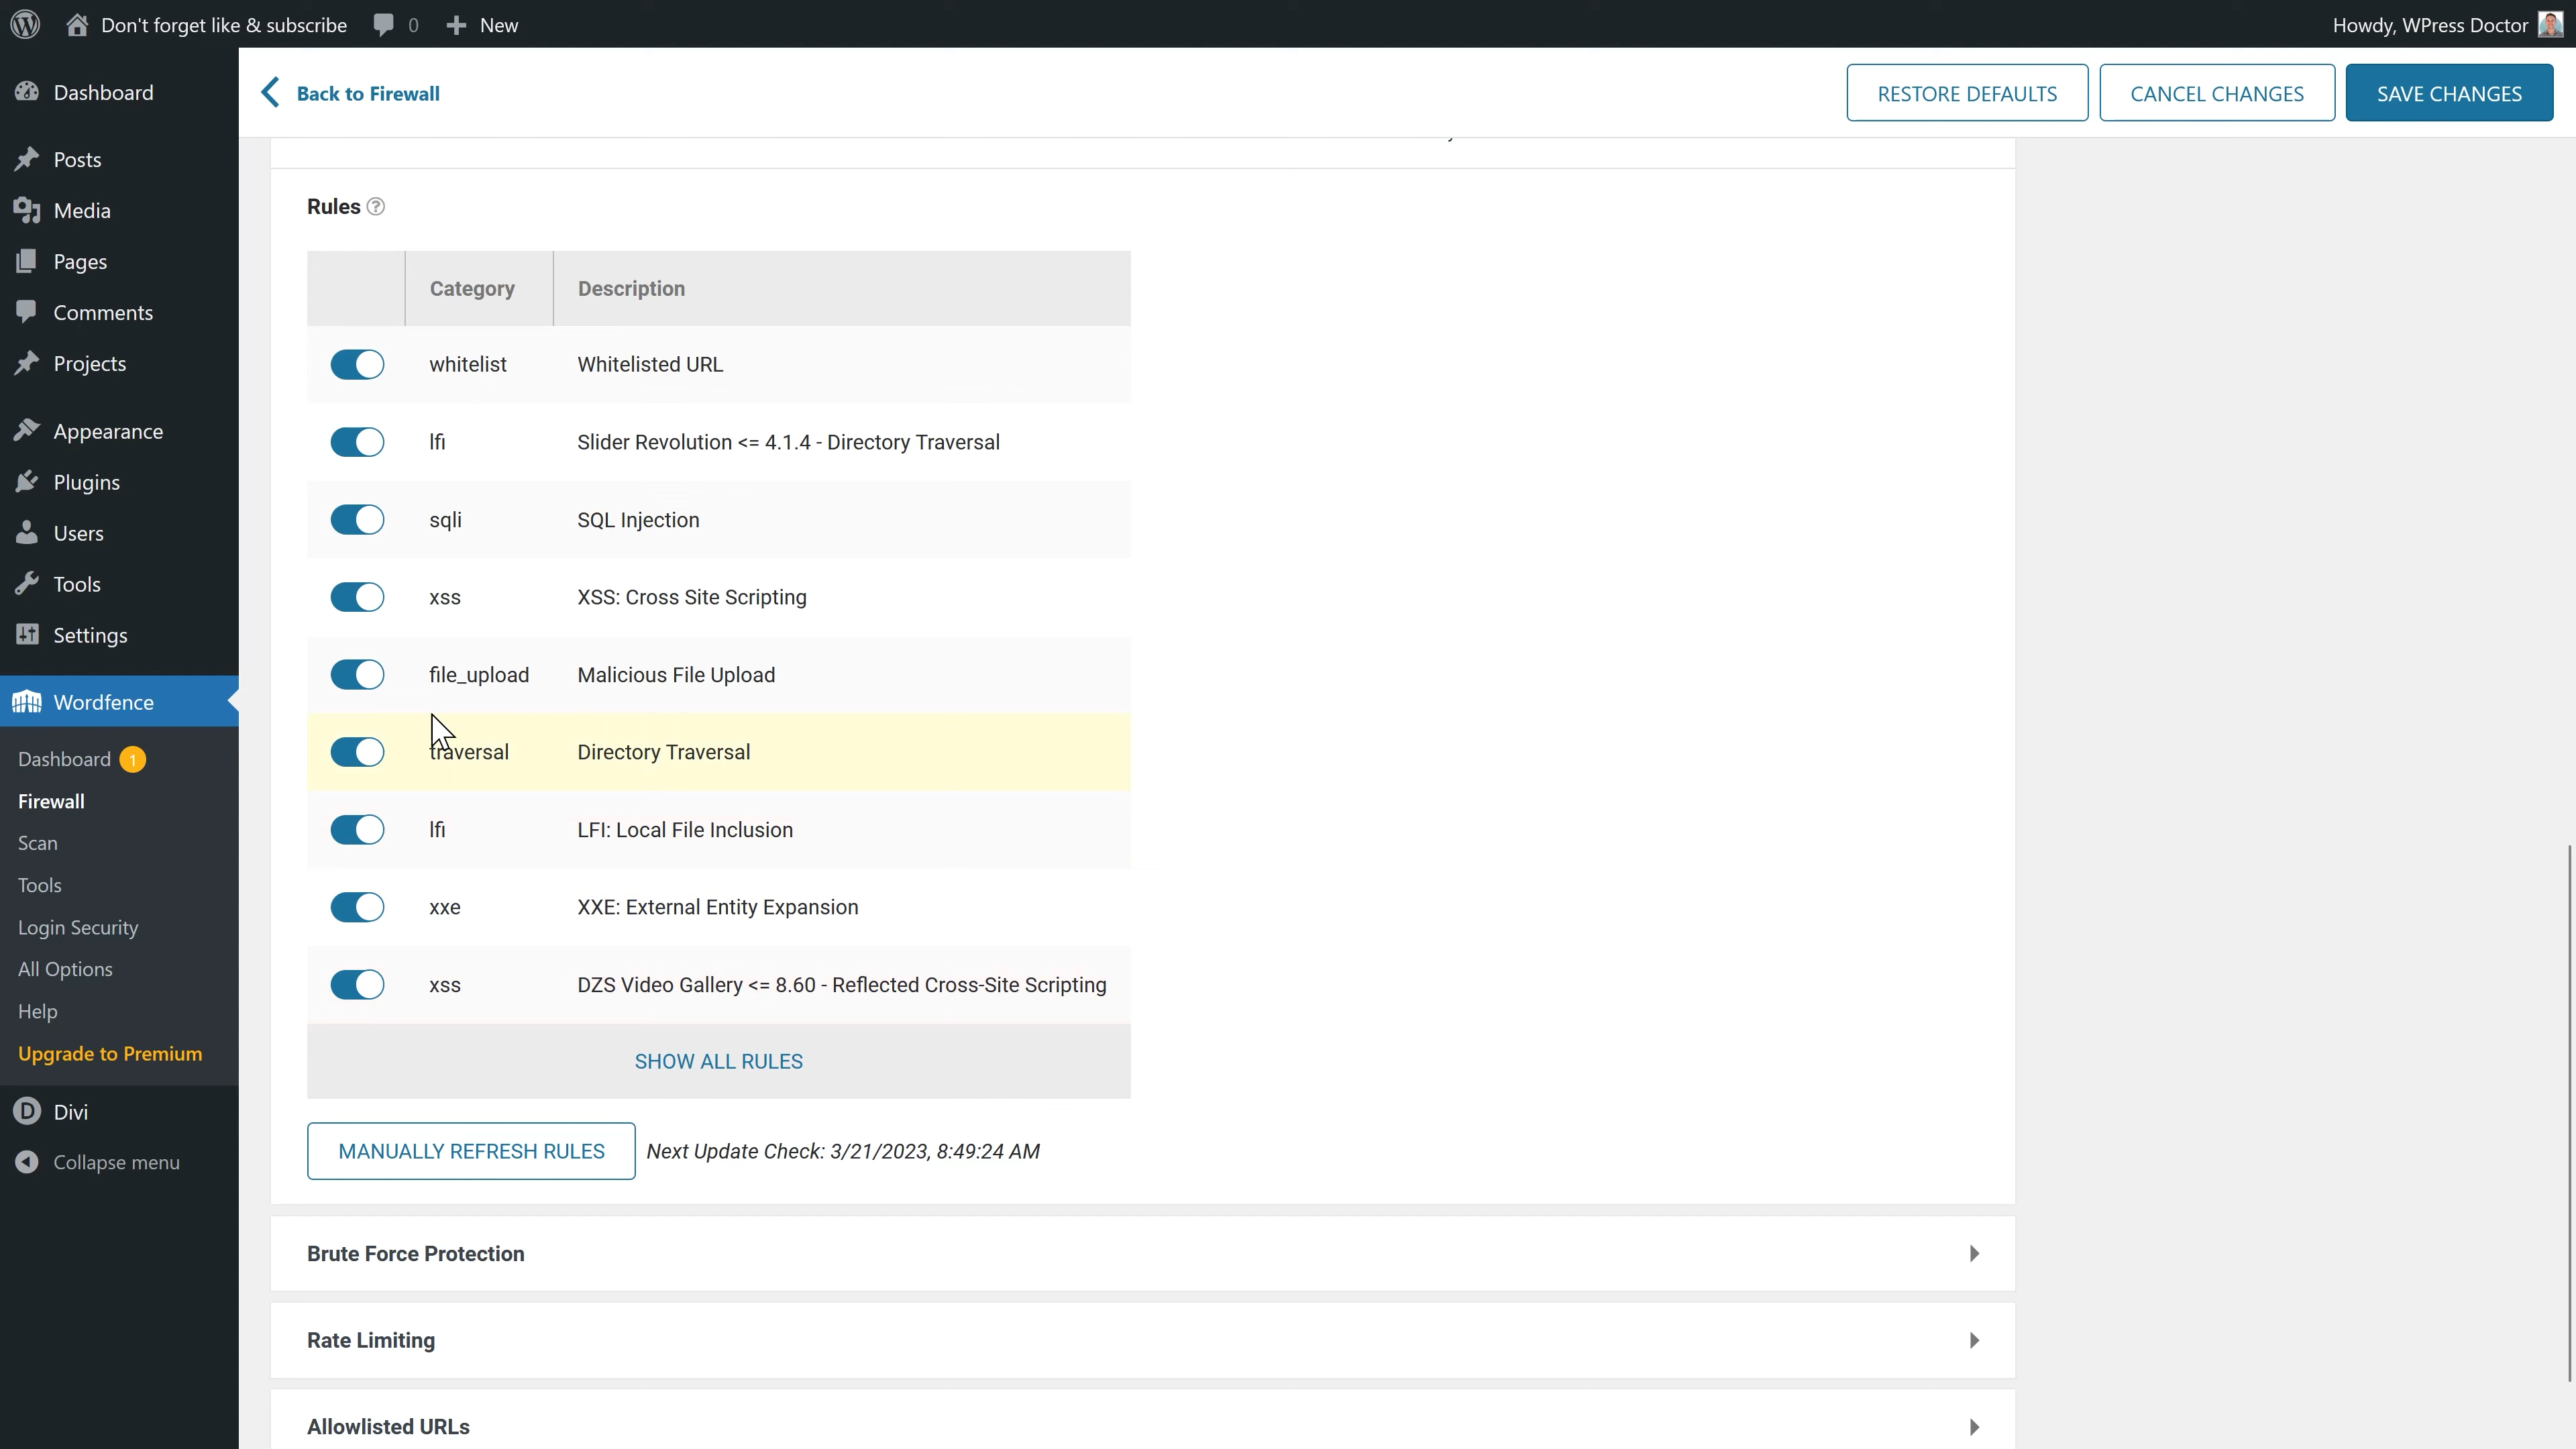 Don't forget like & subscribe
0
New
Howdy, WPress Doctor
Dashboard
Posts
Media
Pages
Comments
Projects
Appearance
Plugins
Users
Tools
Settings
Wordfence
Dashboard 1
Firewall
Scan
Tools
Login Security
All Options
Help
Upgrade to Premium
Divi
Collapse menu
Back to Firewall
RESTORE DEFAULTS
CANCEL CHANGES
SAVE CHANGES
Rules ?
Category Description
whitelist Whitelisted URL
lfi Slider Revolution <= 4.1.4 - Directory Traversal
sqli SQL Injection
xss XSS: Cross Site Scripting
file_upload Malicious File Upload
traversal Directory Traversal
lfi LFI: Local File Inclusion
xxe XXE: External Entity Expansion
xss DZS Video Gallery <= 8.60 - Reflected Cross-Site Scripting
SHOW ALL RULES
MANUALLY REFRESH RULES Next Update Check: 3/21/2023, 8:49:24 AM
Brute Force Protection
Rate Limiting
Allowlisted URLs